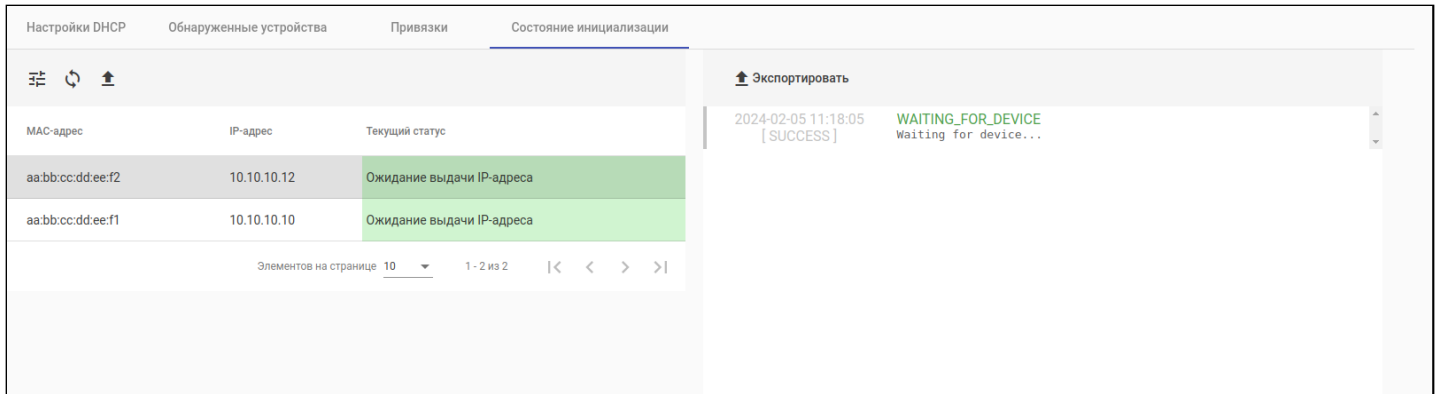 Настройки DHCP Обнаруженные устройства Привязки Состояние инициализации
Экспортировать
MAC-адрес IP-адрес Текущий статус
aa:bb:cc:dd:ee:f2 10.10.10.12 Ожидание выдачи IP-адреса
aa:bb:cc:dd:ee:f1 10.10.10.10 Ожидание выдачи IP-адреса
Элементов на странице 10 1 - 2 из 2
2024-02-05 11:18:05 WAITING_FOR_DEVICE
[ SUCCESS ] Waiting for device...